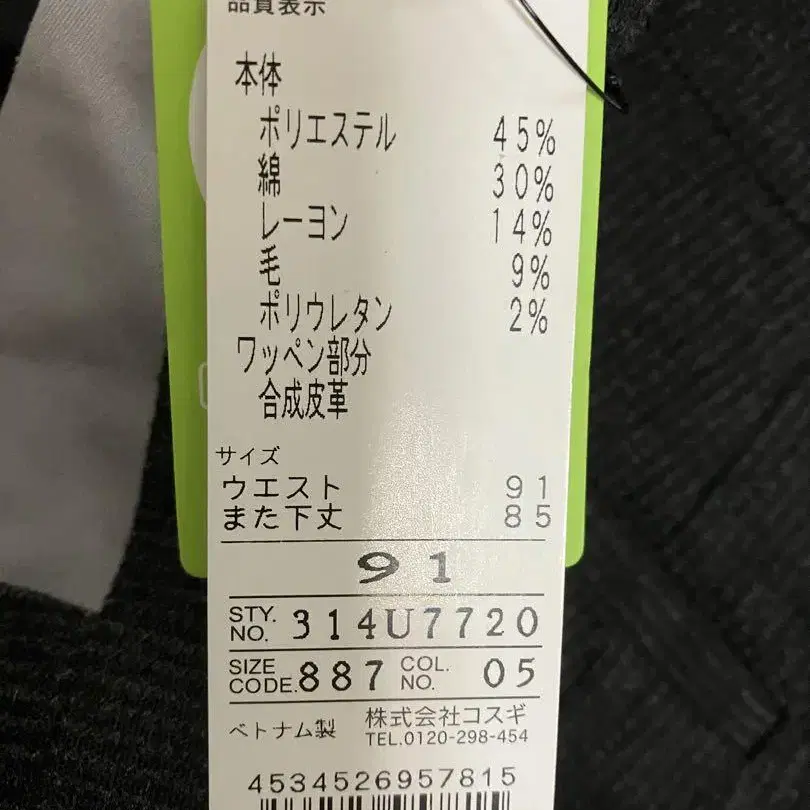 品質表示
本体
ポリエステル 45%
綿 30%
レーヨン 14%
毛 9%
ポリウレタン 2%
ワッペン部分
合成皮革
サイズ
ウエスト 91
また下丈 85
91
STY. NO. 314U7720
SIZE CODE. 887 COL. NO. 05
ベトナム製 株式会社コスギ
TEL.0120-298-454
4534526957815